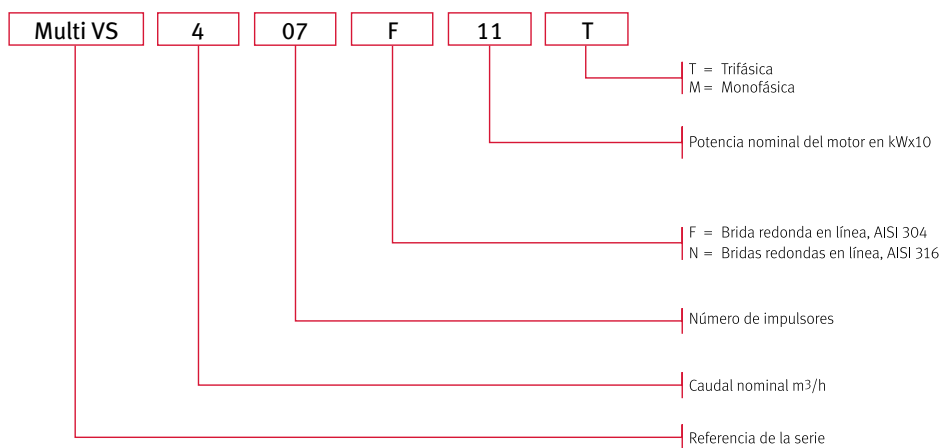 Multi VS 4 07 F 11 T
T = Trifásica
M = Monofásica
Potencia nominal del motor en kWx10
F = Brida redonda en línea, AISI 304
N = Bridas redondas en línea, AISI 316
Número de impulsores
Caudal nominal m3/h
Referencia de la serie